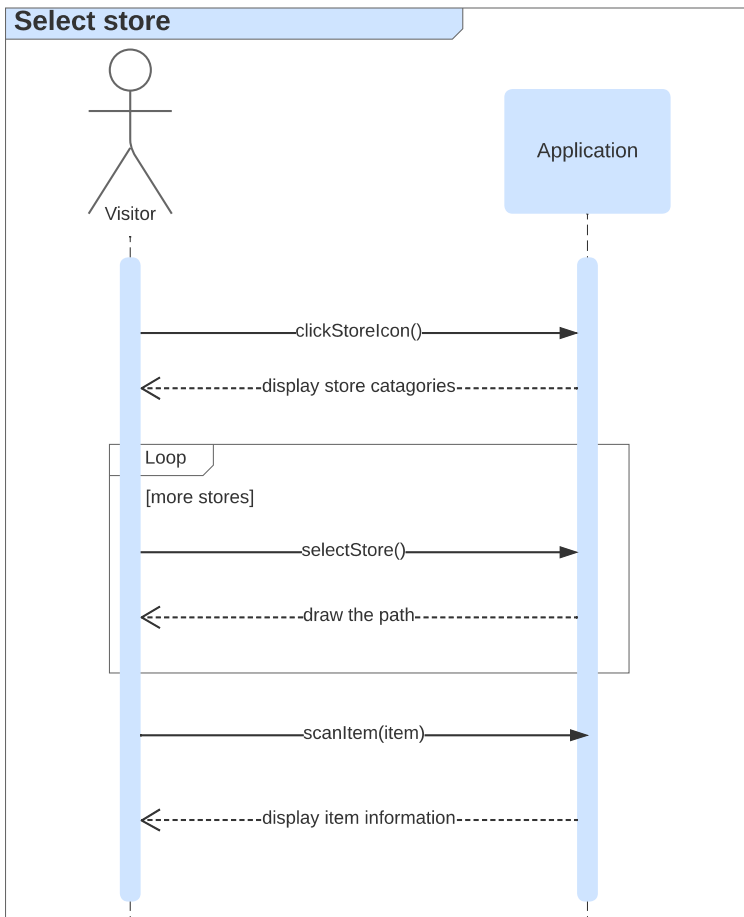 Select store
Visitor
Application
clickStoreIcon()
display store catagories
Loop
[more stores]
selectStore()
draw the path
scanItem(item)
display item information